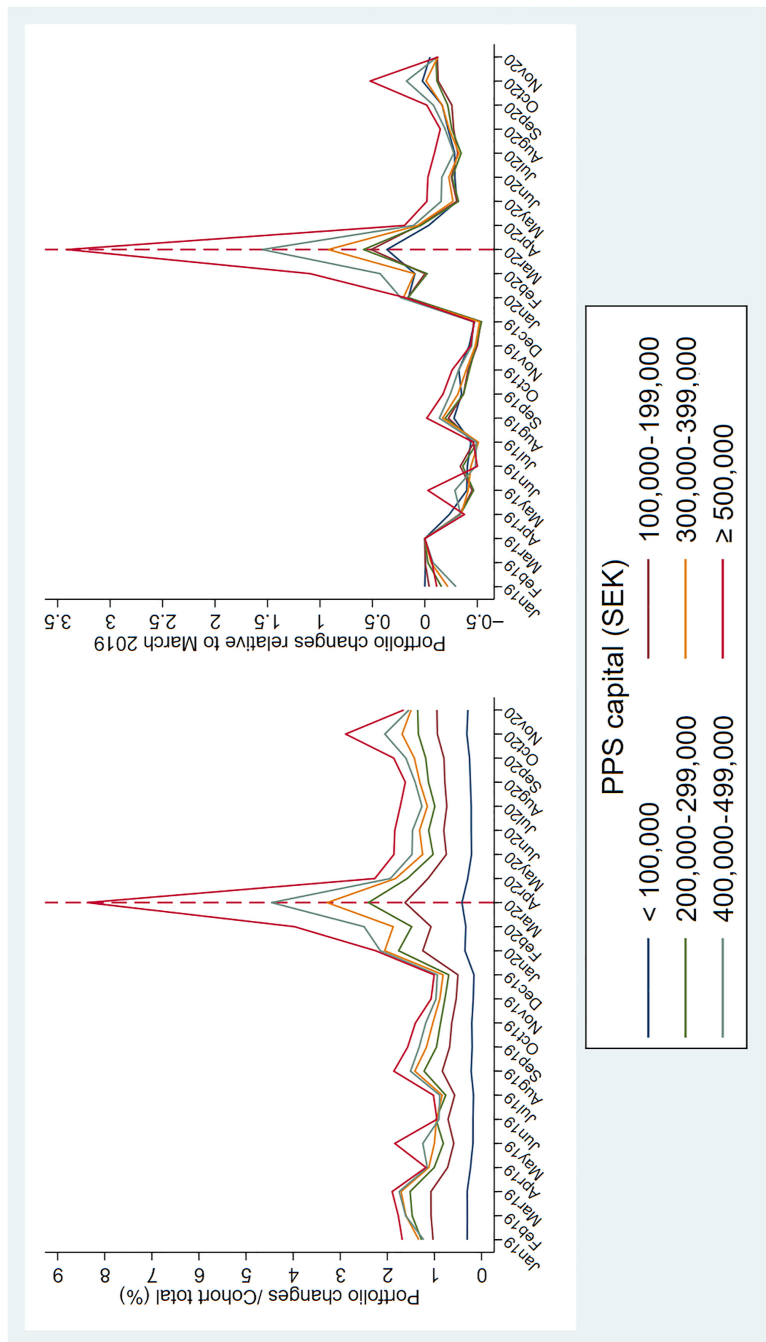 Portfolio changes /Cohort total (%)
0
1
2
3
4
5
6
7
8
9
Jan19
Feb19
Mar19
Apr19
May19
Jun19
Jul19
Aug19
Sep19
Oct19
Nov19
Dec19
Jan20
Feb20
Mar20
Apr20
May20
Jun20
Jul20
Aug20
Sep20
Oct20
Nov20
Portfolio changes relative to March 2019
-0.5
0
0.5
1
1.5
2
2.5
3
3.5
Jan19
Feb19
Mar19
Apr19
May19
Jun19
Jul19
Aug19
Sep19
Oct19
Nov19
Dec19
Jan20
Feb20
Mar20
Apr20
May20
Jun20
Jul20
Aug20
Sep20
Oct20
Nov20
PPS capital (SEK)
< 100,000
100,000-199,000
200,000-299,000
300,000-399,000
400,000-499,000
≥ 500,000